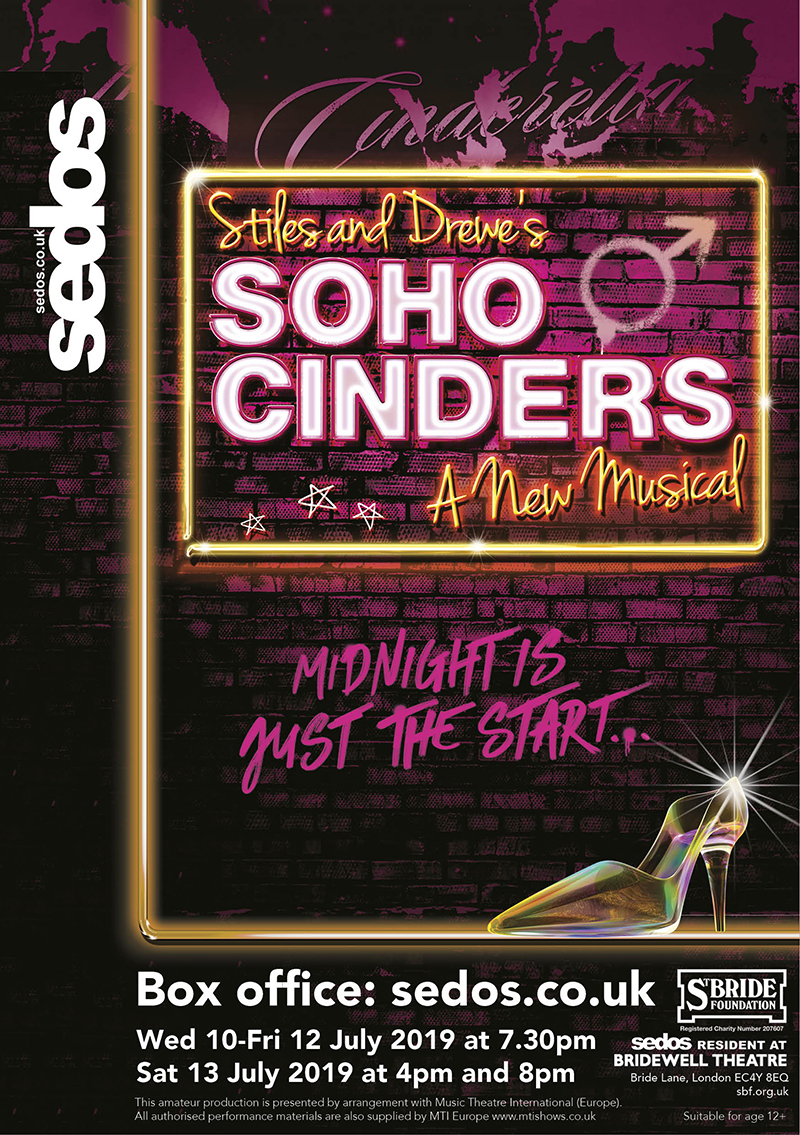 Cinderella
sedos
sedos.co.uk
Stiles and Drewe's
SOHO
CINDERS
A New Musical
MIDNIGHT IS
JUST THE START...
Box office: sedos.co.uk
Wed 10-Fri 12 July 2019 at 7.30pm
Sat 13 July 2019 at 4pm and 8pm
ST BRIDE
FOUNDATION
Registered Charity Number 207607
sedos RESIDENT AT
BRIDEWELL THEATRE
Bride Lane, London EC4Y 8EQ
sbf.org.uk
This amateur production is presented by arrangement with Music Theatre International (Europe).
All authorised performance materials are also supplied by MTI Europe www.mtishows.co.uk
Suitable for age 12+